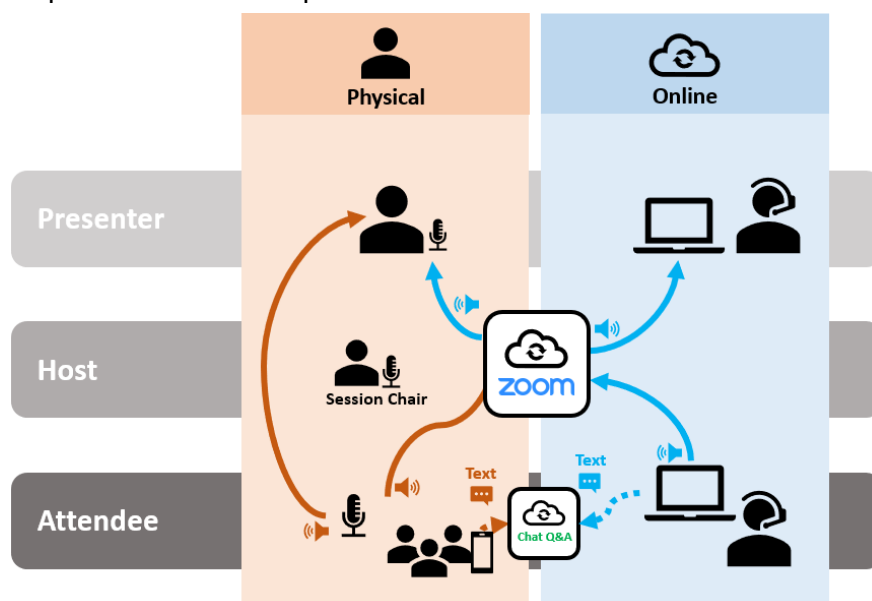 Physical
Online
Presenter
Host
Session Chair
zoom
Text
Text
Attendee
Chat Q&A